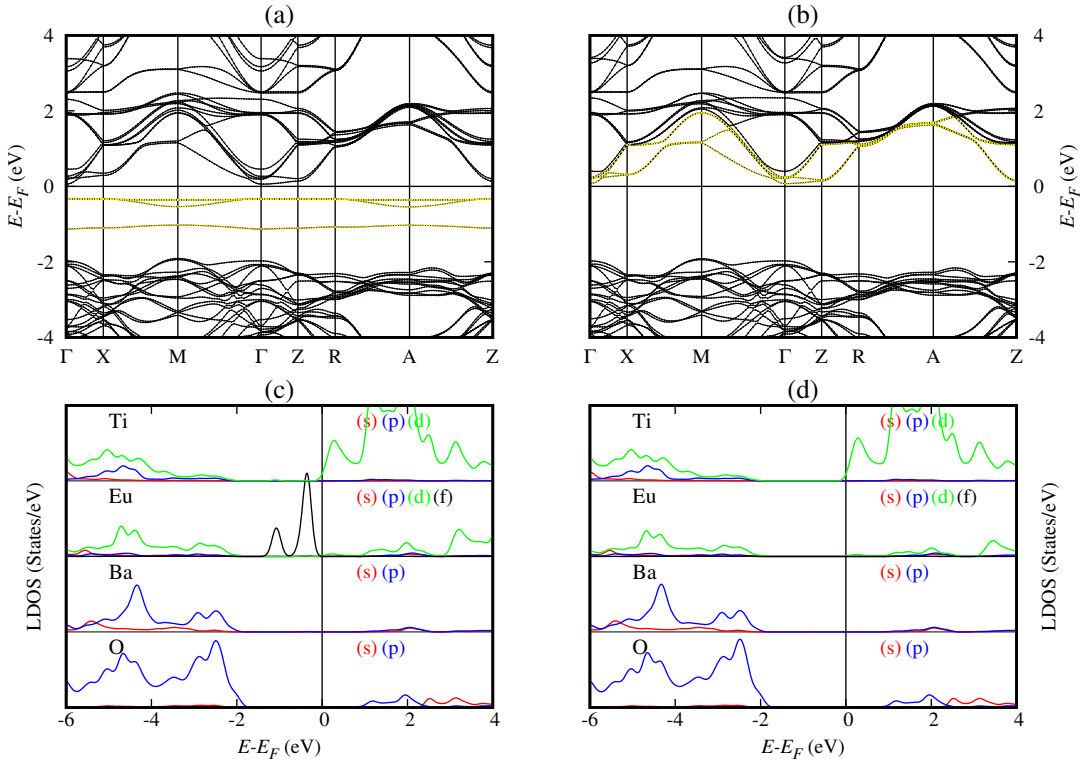 (a) (b)
4 4
2 2
0 0
-2 -2
-4 -4
E-E_F (eV) E-E_F (eV)
Γ X M Γ Z R A Z Γ X M Γ Z R A Z
(c) (d)
Ti (s) (p) (d) Ti (s) (p) (d)
Eu (s) (p) (d) (f) Eu (s) (p) (d) (f)
Ba (s) (p) Ba (s) (p)
O (s) (p) O (s) (p)
LDOS (States/eV) LDOS (States/eV)
-6 -4 -2 0 2 4 -6 -4 -2 0 2 4
E-E_F (eV) E-E_F (eV)